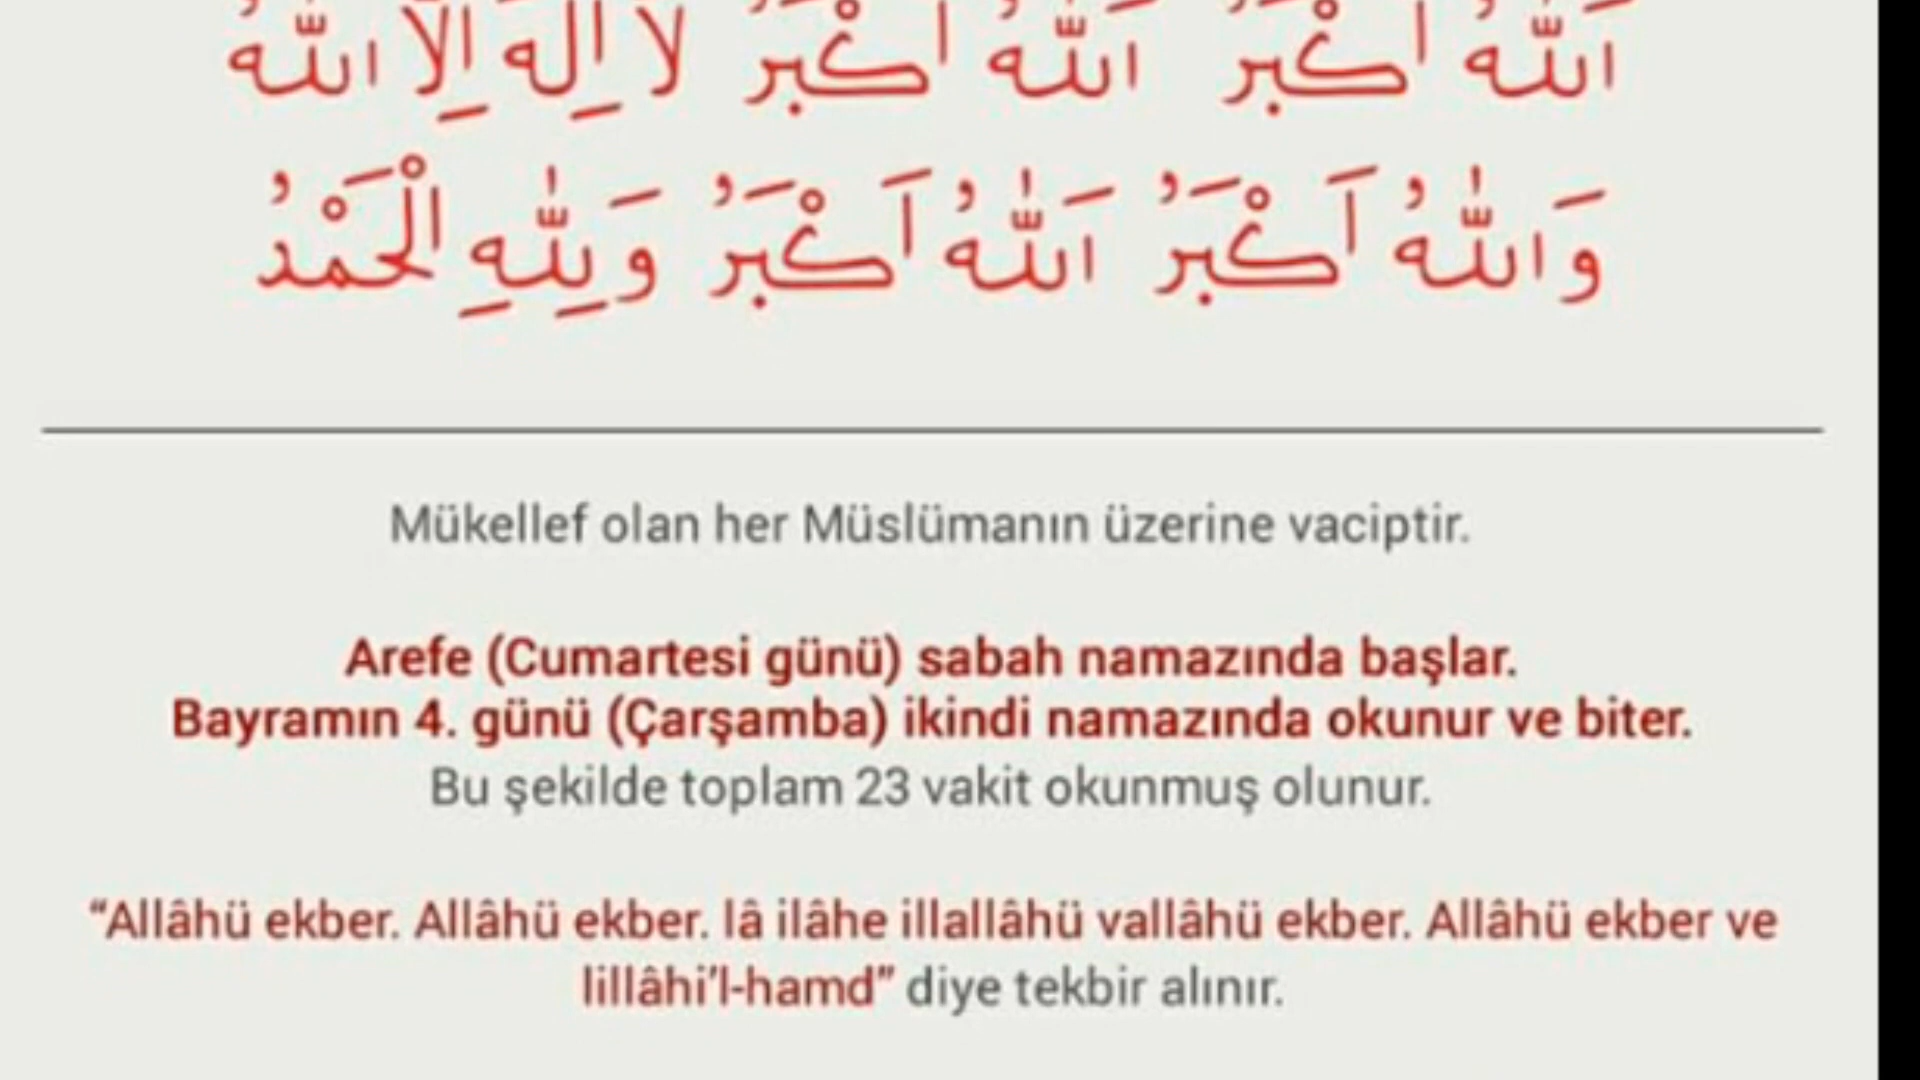 اَللّٰهُ اَكْبَرُ اَللّٰهُ اَكْبَرُ لَا اِلٰهَ اِلَّا اللّٰهُ
وَاللّٰهُ اَكْبَرُ اَللّٰهُ اَكْبَرُ وَلِلّٰهِ الْحَمْدُ
Mükellef olan her Müslümanın üzerine vaciptir.
Arefe (Cumartesi günü) sabah namazında başlar.
Bayramın 4. günü (Çarşamba) ikindi namazında okunur ve biter.
Bu şekilde toplam 23 vakit okunmuş olunur.
“Allâhü ekber. Allâhü ekber. lâ ilâhe illallâhü vallâhü ekber. Allâhü ekber ve
lillâhi’l-hamd” diye tekbir alınır.